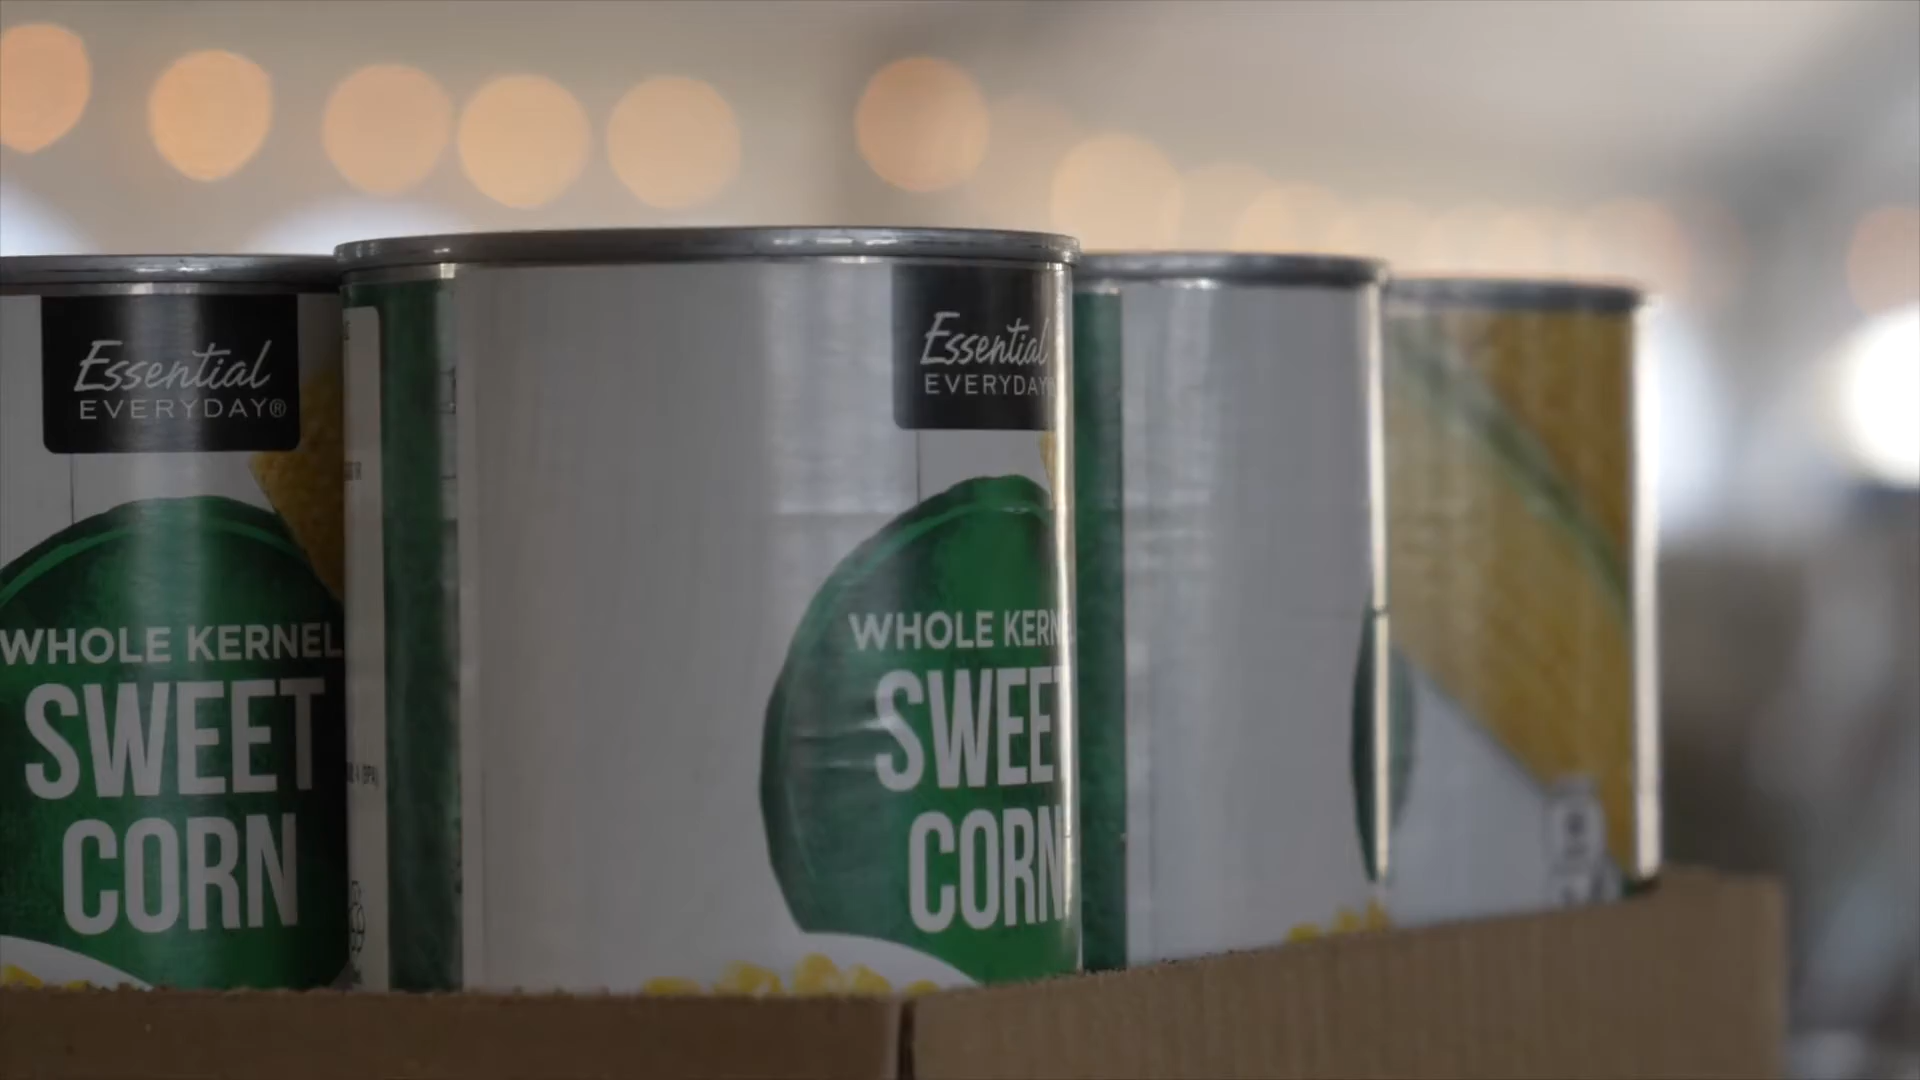 Essential
EVERYDAY®
WHOLE KERNEL
SWEET
CORN
Essential
EVERYDAY
WHOLE KERN
SWEET
CORN